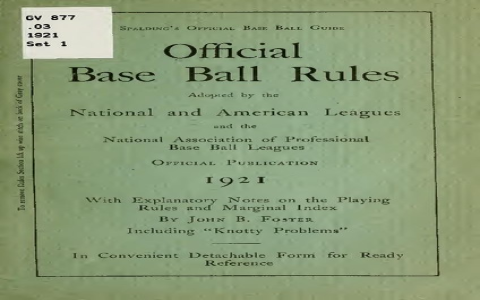 GV 877
.03
1921
Set 1
Spalding's Official Base Ball Guide
Official
Base Ball Rules
Adopted by the
National and American Leagues
and the
National Association of Professional
Base Ball Leagues
Official Publication
1921
With Explanatory Notes on the Playing
Rules and Marginal Index
By John B. Foster
Including "Knotty Problems"
In Convenient Detachable Form for Ready
Reference